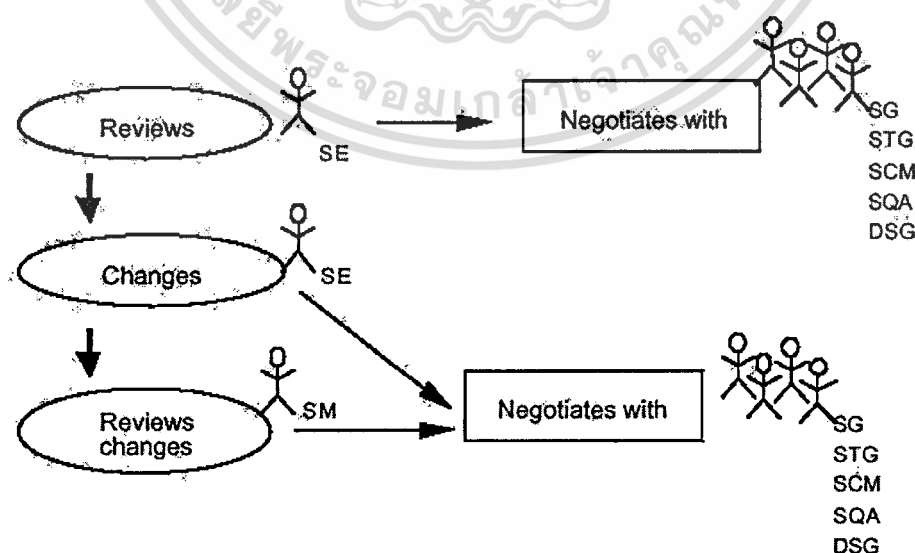 Reviews
SE
Negotiates with
SG
STG
SCM
SQA
DSG
Changes
SE
Reviews
changes
SM
Negotiates with
SG
STG
SCM
SQA
DSG